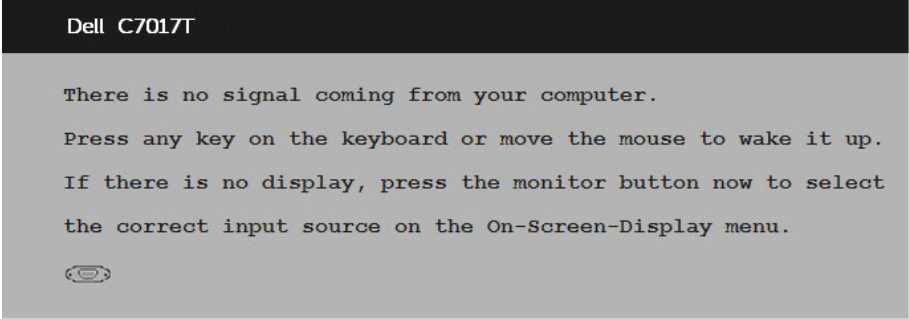 Dell C7017T
There is no signal coming from your computer.
Press any key on the keyboard or move the mouse to wake it up.
If there is no display, press the monitor button now to select
the correct input source on the On-Screen-Display menu.